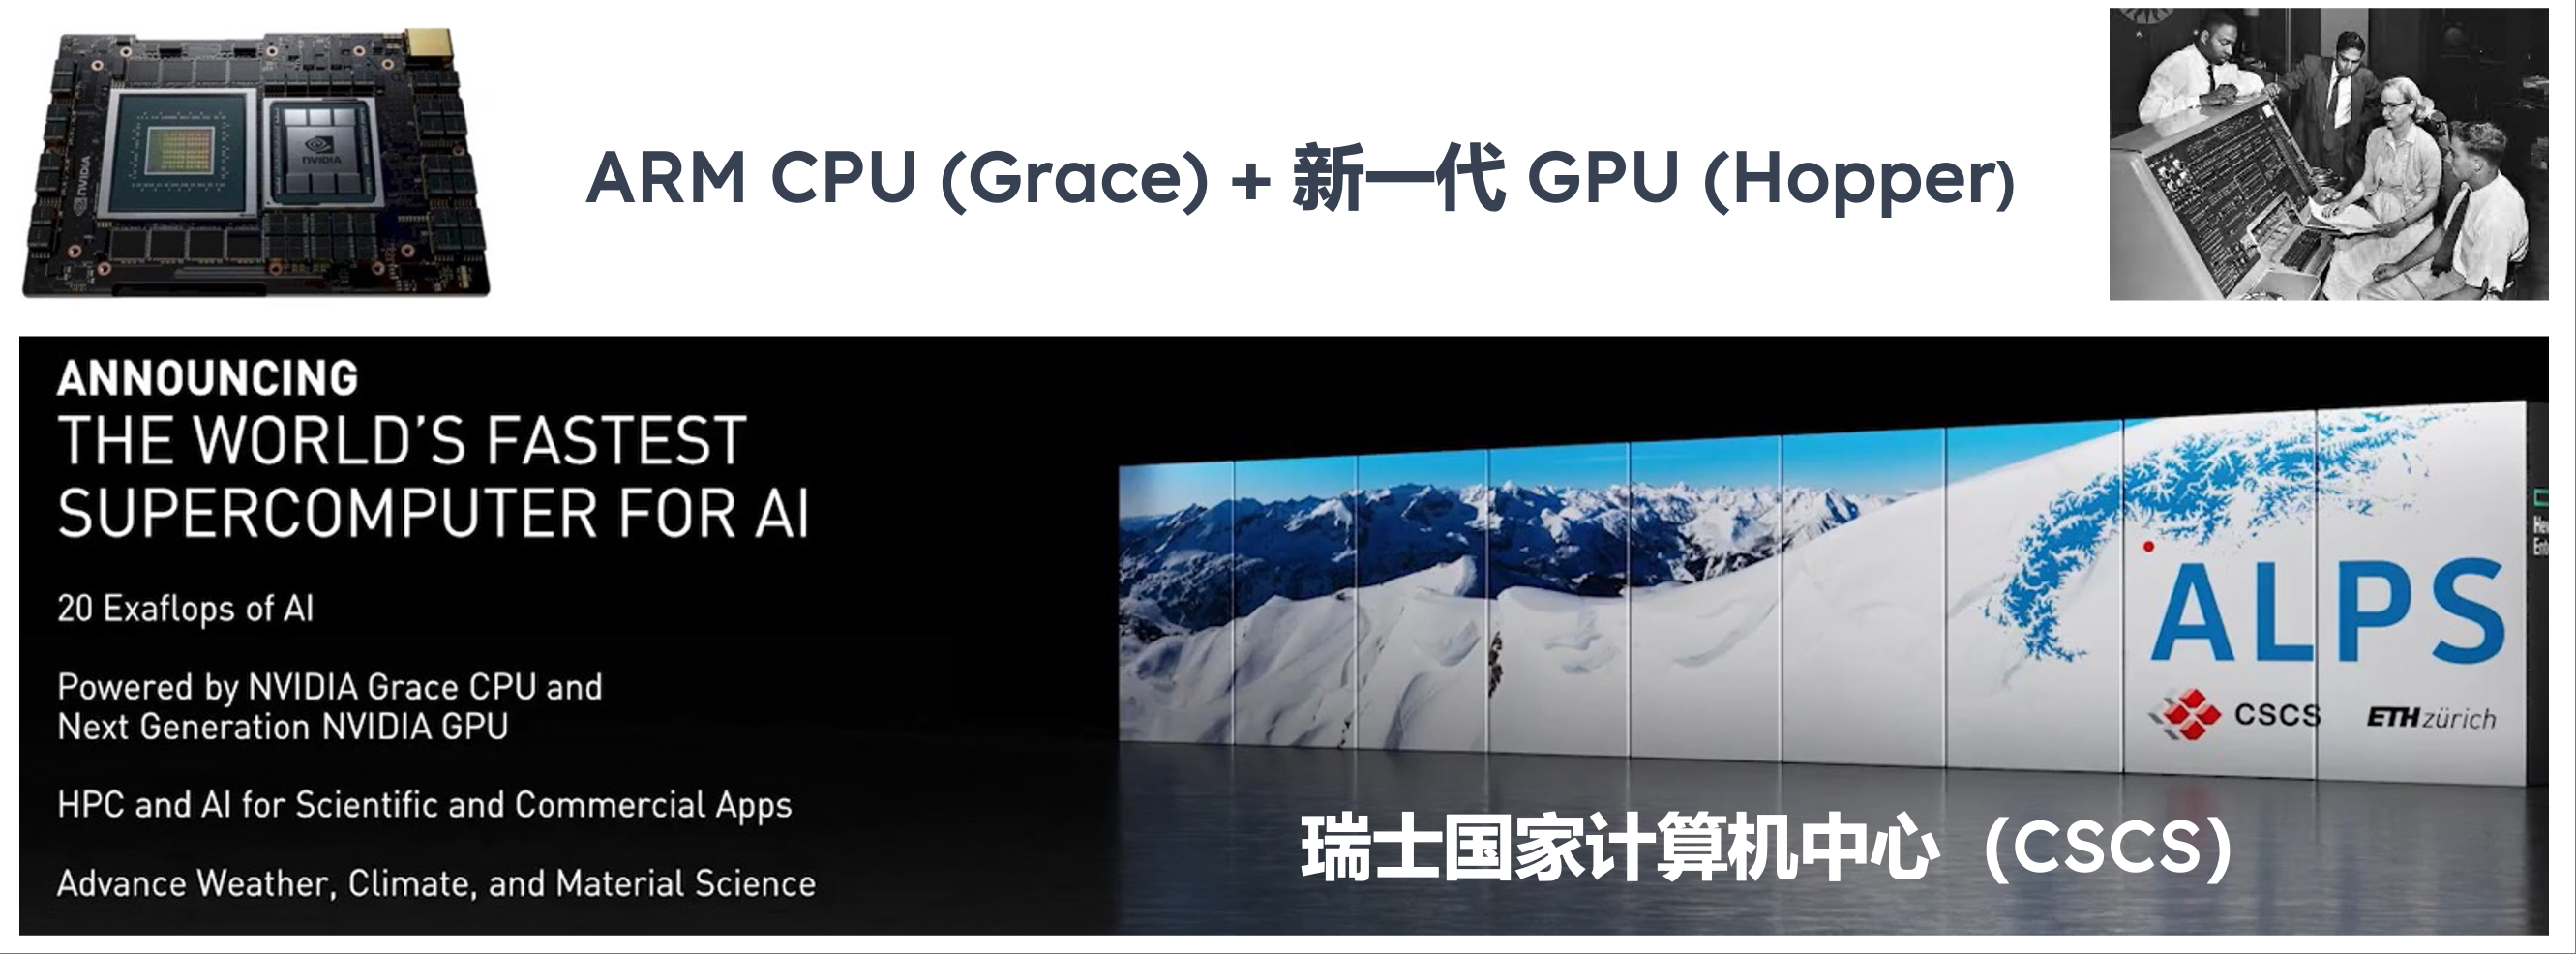 NVIDIA
NVIDIA
ARM CPU (Grace) + 新一代 GPU (Hopper)
ANNOUNCING
THE WORLD'S FASTEST
SUPERCOMPUTER FOR AI
20 Exaflops of AI
Powered by NVIDIA Grace CPU and
Next Generation NVIDIA GPU
HPC and AI for Scientific and Commercial Apps
Advance Weather, Climate, and Material Science
ALPS
CSCS
ETH zürich
瑞士国家计算机中心（CSCS）